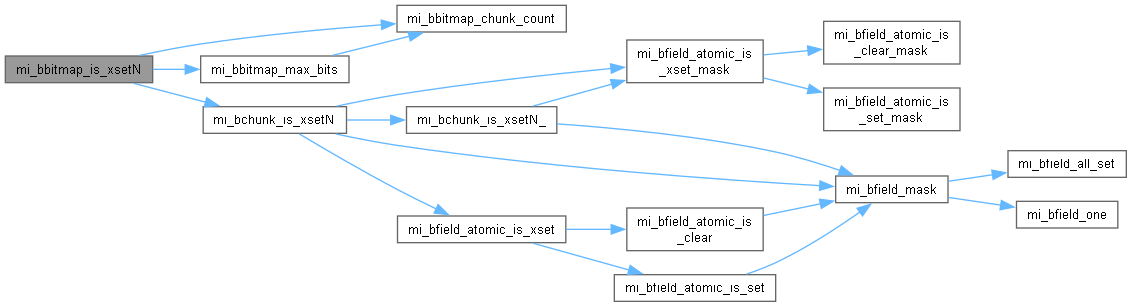 mi_bbitmap_is_xsetN
mi_bbitmap_chunk_count
mi_bbitmap_max_bits
mi_bchunk_is_xsetN
mi_bchunk_is_xsetN_
mi_bfield_atomic_is
_xset_mask
mi_bfield_atomic_is
_clear_mask
mi_bfield_atomic_is
_set_mask
mi_bfield_mask
mi_bfield_all_set
mi_bfield_one
mi_bfield_atomic_is_xset
mi_bfield_atomic_is
_clear
mi_bfield_atomic_is_set